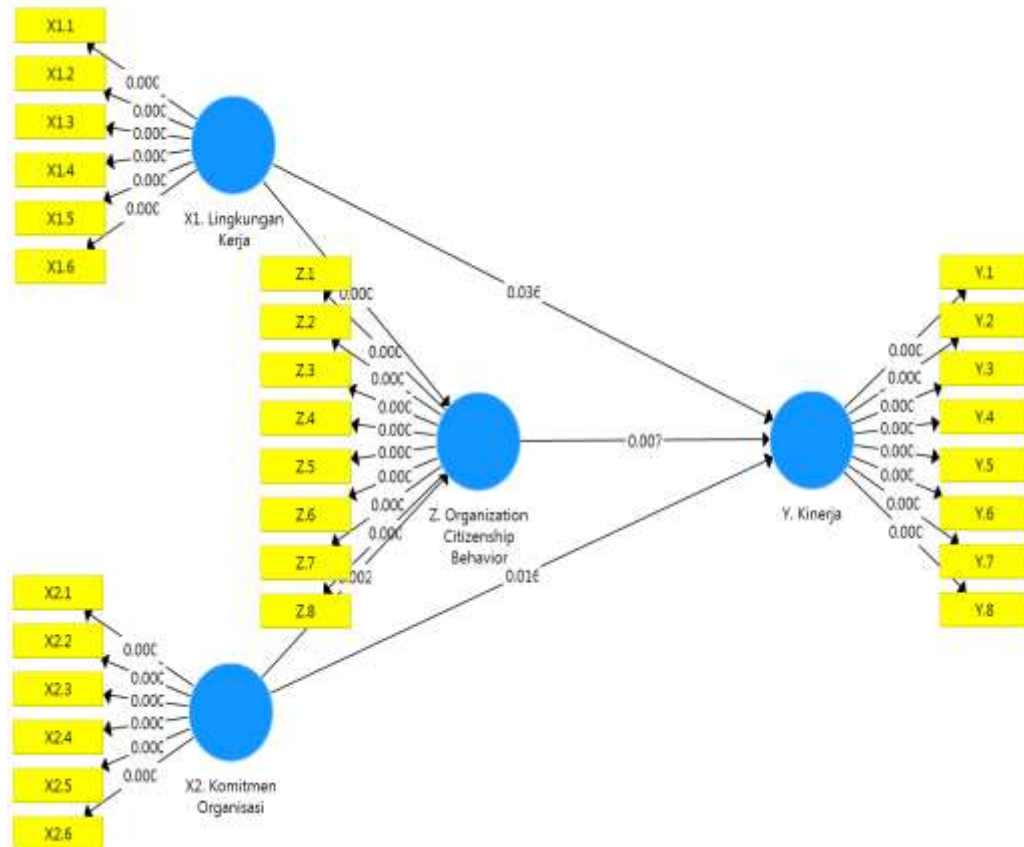 X1.1
X1.2
X1.3
X1.4
X1.5
X1.6
0.000
0.000
0.000
0.000
0.000
0.000
X1. Lingkungan
Kerja
0.000
0.036
Z.1
Z.2
Z.3
Z.4
Z.5
Z.6
Z.7
Z.8
0.000
0.000
0.000
0.000
0.000
0.000
0.000
0.000
Z. Organization
Citizenship
Behavior
0.007
0.002
0.016
Y. Kinerja
0.000
0.000
0.000
0.000
0.000
0.000
0.000
0.000
Y.1
Y.2
Y.3
Y.4
Y.5
Y.6
Y.7
Y.8
X2.1
X2.2
X2.3
X2.4
X2.5
X2.6
0.000
0.000
0.000
0.000
0.000
0.000
X2. Komitmen
Organisasi